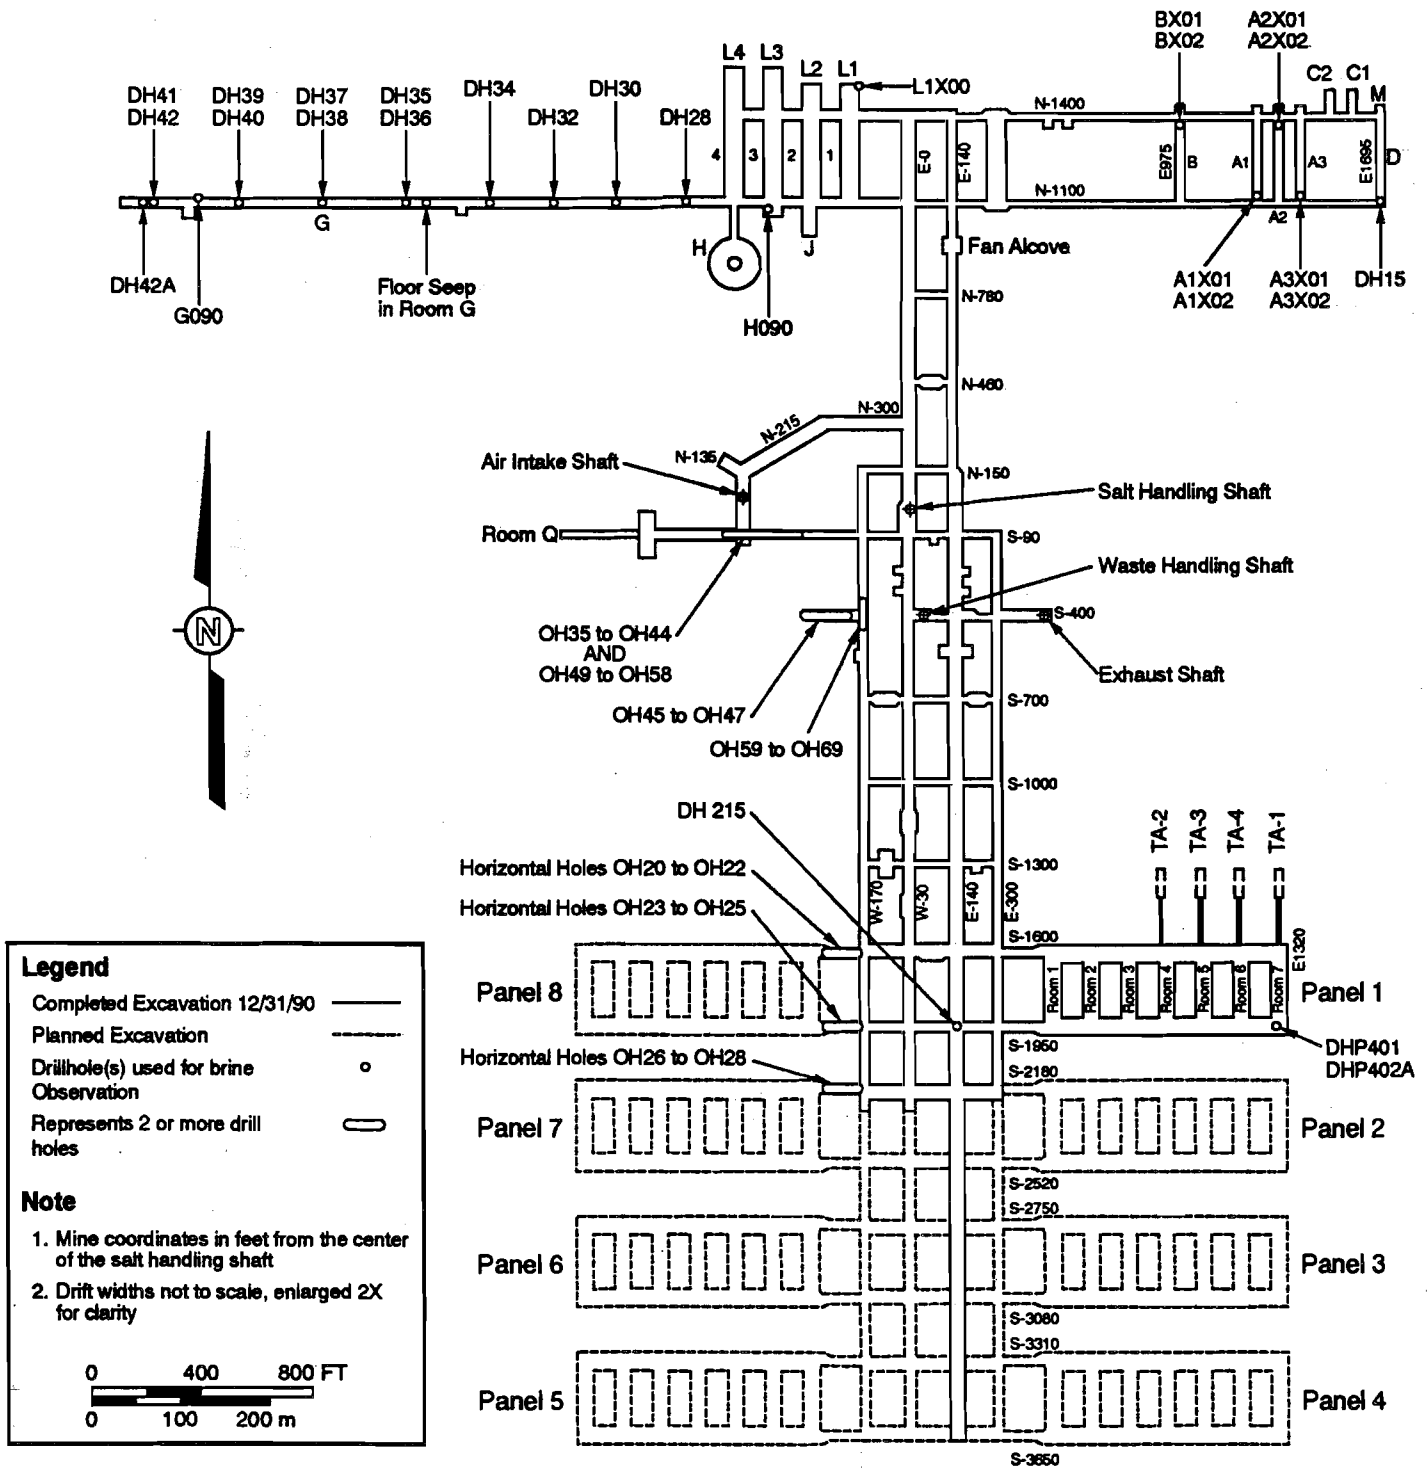 BX01
BX02
A2X01
A2X02
L4
L3
L2
L1
L1X00
C2
C1
M
DH41
DH42
DH39
DH40
DH37
DH38
DH35
DH36
DH34
DH32
DH30
DH28
N-1400
4
3
2
1
E-0
E-140
E975
B
A1
A3
E1695
D
N-1100
G
A2
H
J
Fan Alcove
DH42A
G090
Floor Seep
in Room G
H090
A1X01
A1X02
A3X01
A3X02
DH15
N-780
N-460
N-300
N-215
N-135
N-150
Air Intake Shaft
Salt Handling Shaft
Room Q
S-90
Waste Handling Shaft
S-400
N
OH35 to OH44
AND
OH49 to OH58
Exhaust Shaft
OH45 to OH47
S-700
OH59 to OH69
S-1000
DH 215
TA-2
TA-3
TA-4
TA-1
Horizontal Holes OH20 to OH22
S-1300
W-170
W-30
E-140
E-300
Horizontal Holes OH23 to OH25
S-1600
E1320
Panel 8
Room 1
Room 2
Room 3
Room 4
Room 5
Room 6
Room 7
Panel 1
S-1950
DHP401
DHP402A
Horizontal Holes OH26 to OH28
S-2180
Panel 7
Panel 2
S-2520
S-2750
Panel 6
Panel 3
S-3080
S-3310
Panel 5
Panel 4
S-3650
Legend
Completed Excavation 12/31/90
Planned Excavation
Drillhole(s) used for brine
Observation
Represents 2 or more drill
holes
Note
1. Mine coordinates in feet from the center
of the salt handling shaft
2. Drift widths not to scale, enlarged 2X
for clarity
0 400 800 FT
0 100 200 m